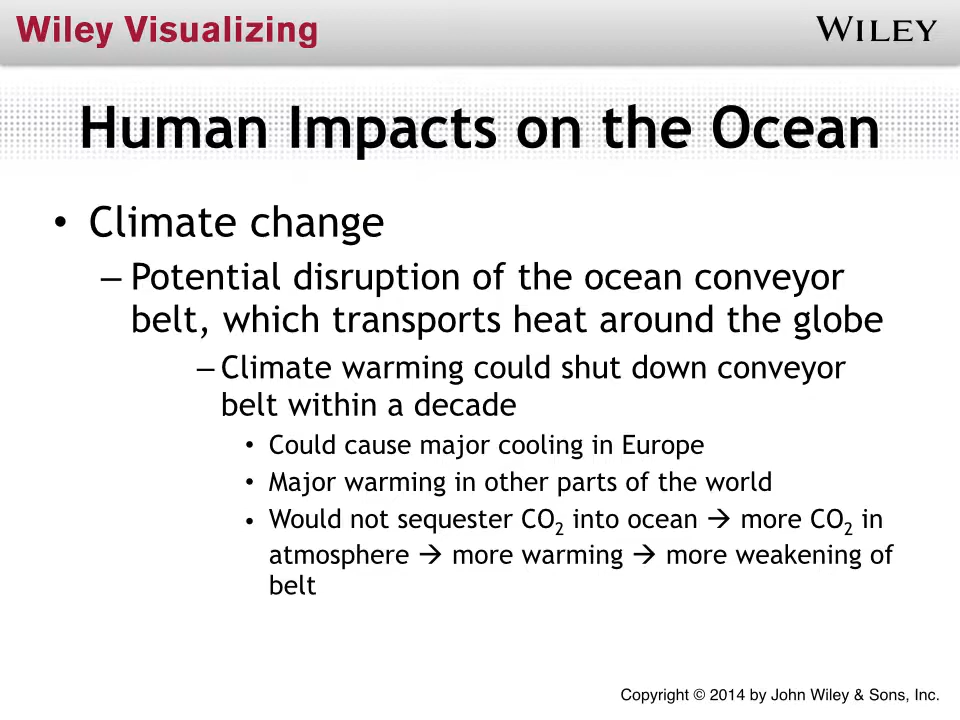 Wiley Visualizing
WILEY
Human Impacts on the Ocean
• Climate change
– Potential disruption of the ocean conveyor
belt, which transports heat around the globe
– Climate warming could shut down conveyor
belt within a decade
• Could cause major cooling in Europe
• Major warming in other parts of the world
• Would not sequester CO₂ into ocean → more CO₂ in
atmosphere → more warming → more weakening of
belt
Copyright © 2014 by John Wiley & Sons, Inc.